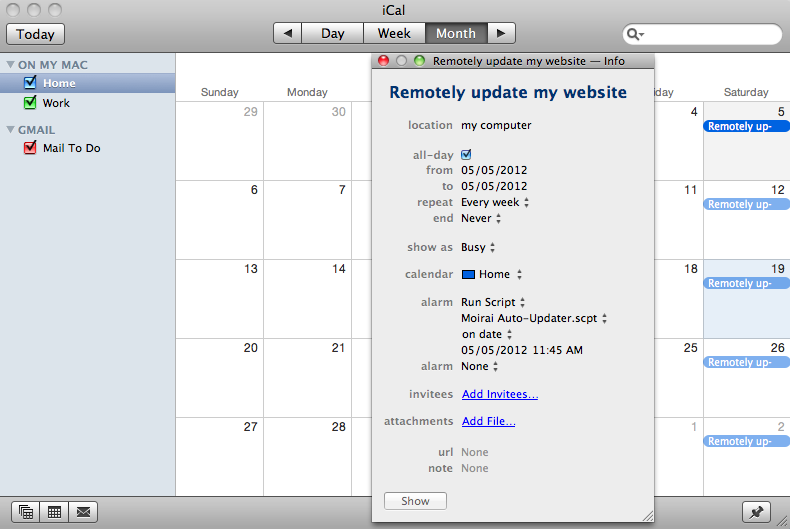 iCal
Today
Day Week Month
ON MY MAC
Home
Work
GMAIL
Mail To Do
Sunday Monday day Saturday
29 30 4 5
Remotely up-
6 7 11 12
Remotely up-
13 14 18 19
Remotely up-
20 21 25 26
Remotely up-
27 28 1 2
Remotely up-
Remotely update my website — Info
Remotely update my website
location my computer
all-day
from 05/05/2012
to 05/05/2012
repeat Every week
end Never
show as Busy
calendar Home
alarm Run Script
Moirai Auto-Updater.scpt
on date
05/05/2012 11:45 AM
alarm None
invitees Add Invitees...
attachments Add File...
url None
note None
Show